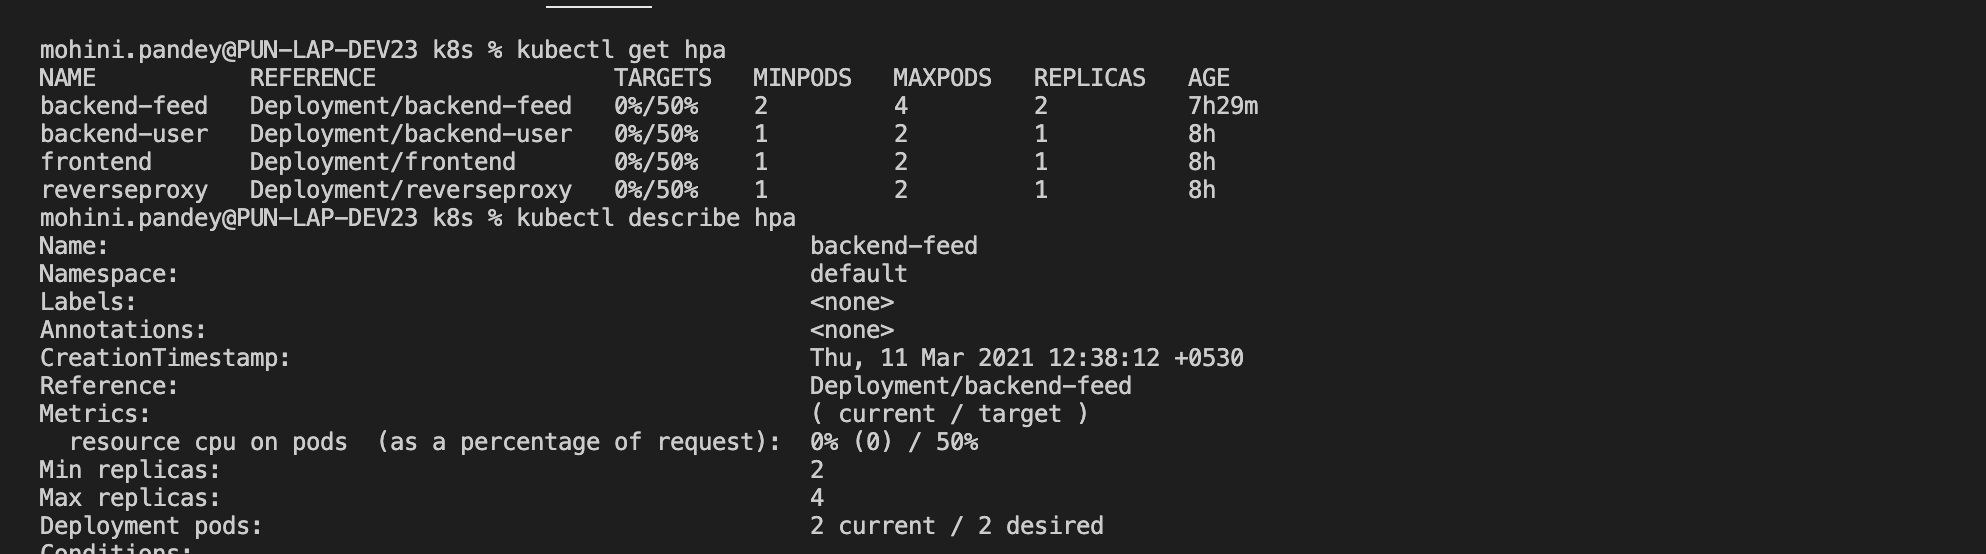 mohini.pandey@PUN-LAP-DEV23 k8s % kubectl get hpa
NAME           REFERENCE                 TARGETS   MINPODS   MAXPODS   REPLICAS   AGE
backend-feed   Deployment/backend-feed   0%/50%    2         4         2          7h29m
backend-user   Deployment/backend-user   0%/50%    1         2         1          8h
frontend       Deployment/frontend       0%/50%    1         2         1          8h
reverseproxy   Deployment/reverseproxy   0%/50%    1         2         1          8h
mohini.pandey@PUN-LAP-DEV23 k8s % kubectl describe hpa
Name:                                                  backend-feed
Namespace:                                             default
Labels:                                                <none>
Annotations:                                           <none>
CreationTimestamp:                                     Thu, 11 Mar 2021 12:38:12 +0530
Reference:                                             Deployment/backend-feed
Metrics:                                               ( current / target )
  resource cpu on pods  (as a percentage of request):  0% (0) / 50%
Min replicas:                                          2
Max replicas:                                          4
Deployment pods:                                       2 current / 2 desired
Conditions: